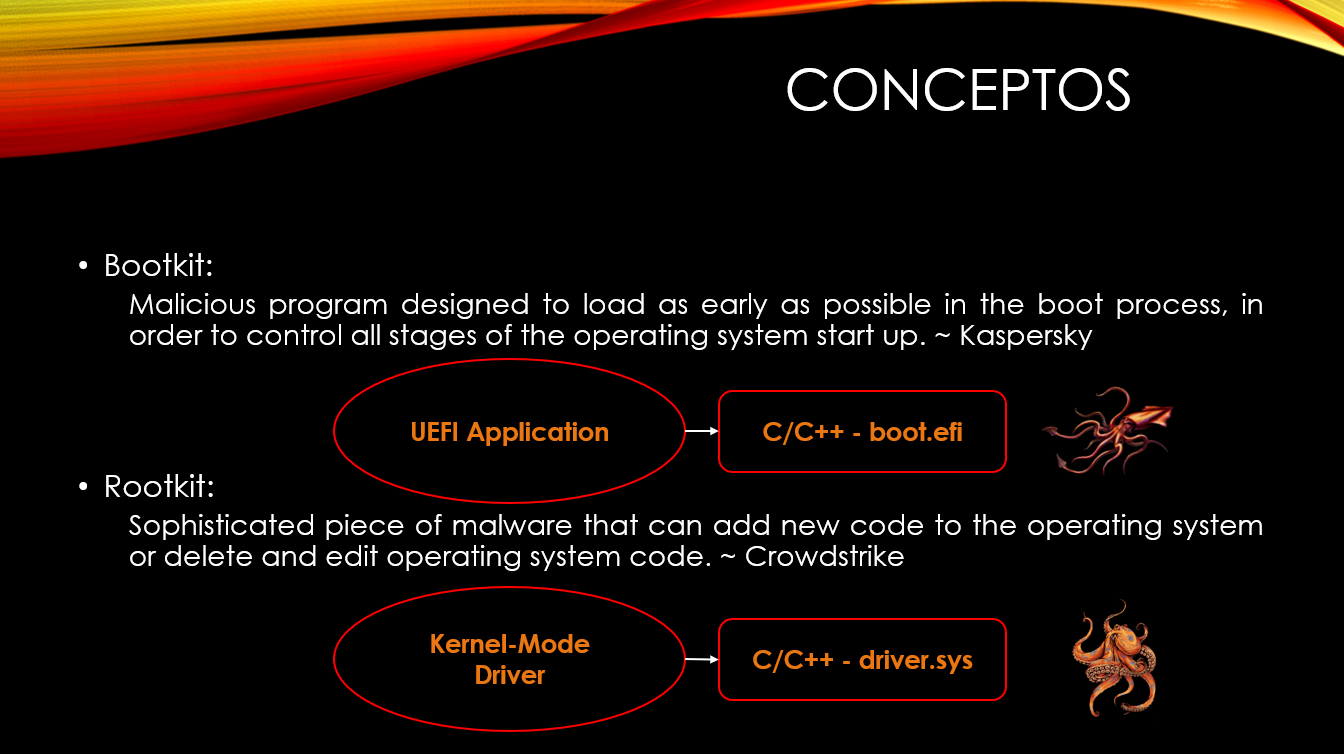 CONCEPTOS
• Bootkit:
Malicious program designed to load as early as possible in the boot process, in
order to control all stages of the operating system start up. ~ Kaspersky
UEFI Application
C/C++ - boot.efi
• Rootkit:
Sophisticated piece of malware that can add new code to the operating system
or delete and edit operating system code. ~ Crowdstrike
Kernel-Mode
Driver
C/C++ - driver.sys